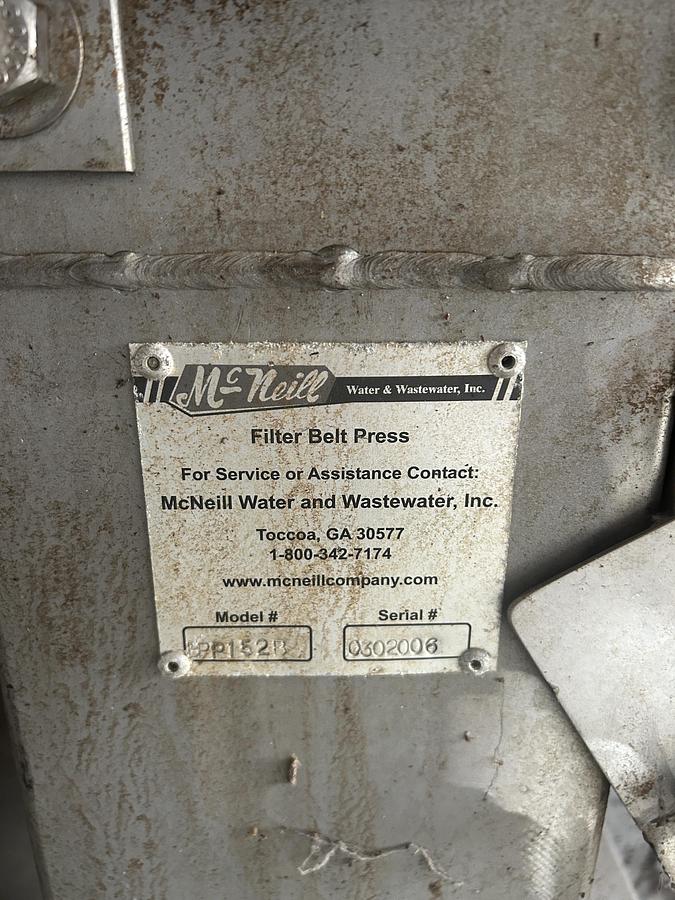 McNeill Water & Wastewater, Inc.
Filter Belt Press
For Service or Assistance Contact:
McNeill Water and Wastewater, Inc.
Toccoa, GA 30577
1-800-342-7174
www.mcneillcompany.com
Model # Serial #
0302006